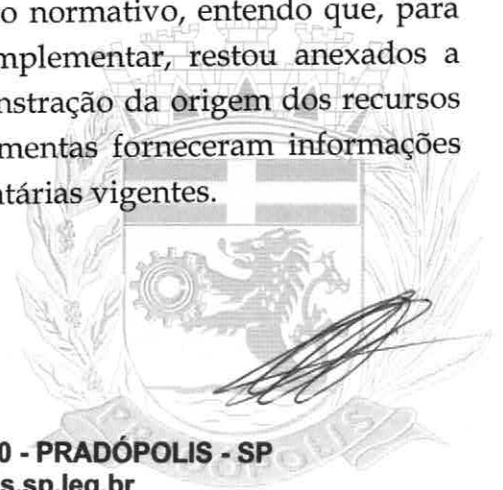 o normativo, entendo que, para
mplementar, restou anexados a
nstração da origem dos recursos
mentas forneceram informações
ntárias vigentes.
PRADÓPOLIS
0 - PRADÓPOLIS - SP
s.sp.leg.br